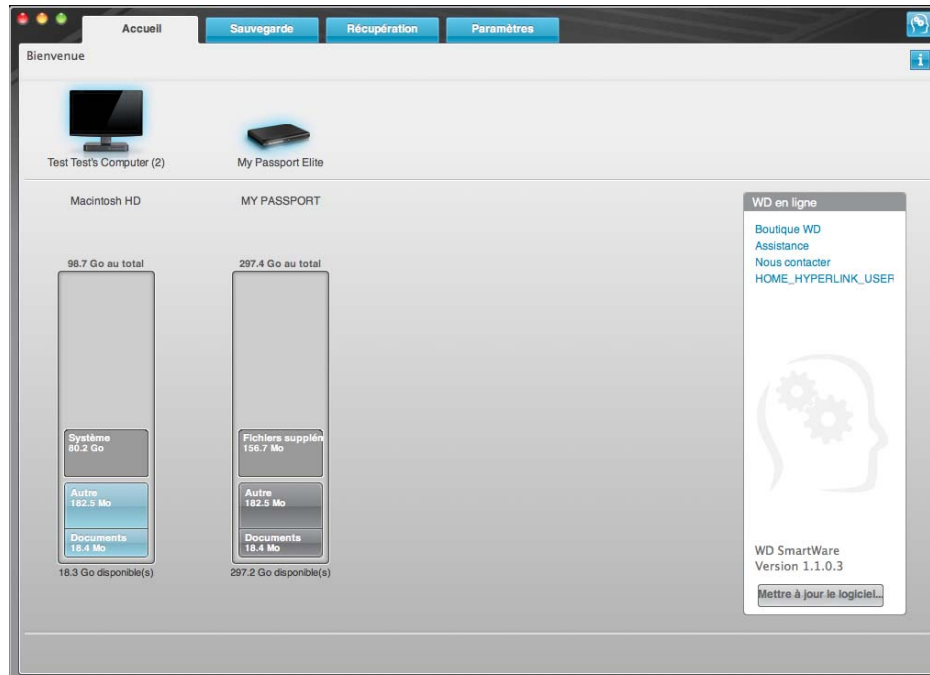 Accueil
Sauvegarde
Récupération
Paramètres
Bienvenue
i
Test Test's Computer (2)
My Passport Elite
Macintosh HD
MY PASSPORT
98.7 Go au total
297.4 Go au total
Système
80.2 Go
Autre
182.5 Mo
Documents
18.4 Mo
18.3 Go disponible(s)
Fichiers supplén
156.7 Mo
Autre
182.5 Mo
Documents
18.4 Mo
297.2 Go disponible(s)
WD en ligne
Boutique WD
Assistance
Nous contacter
HOME_HYPERLINK_USER
WD SmartWare
Version 1.1.0.3
Mettre à jour le logiciel...